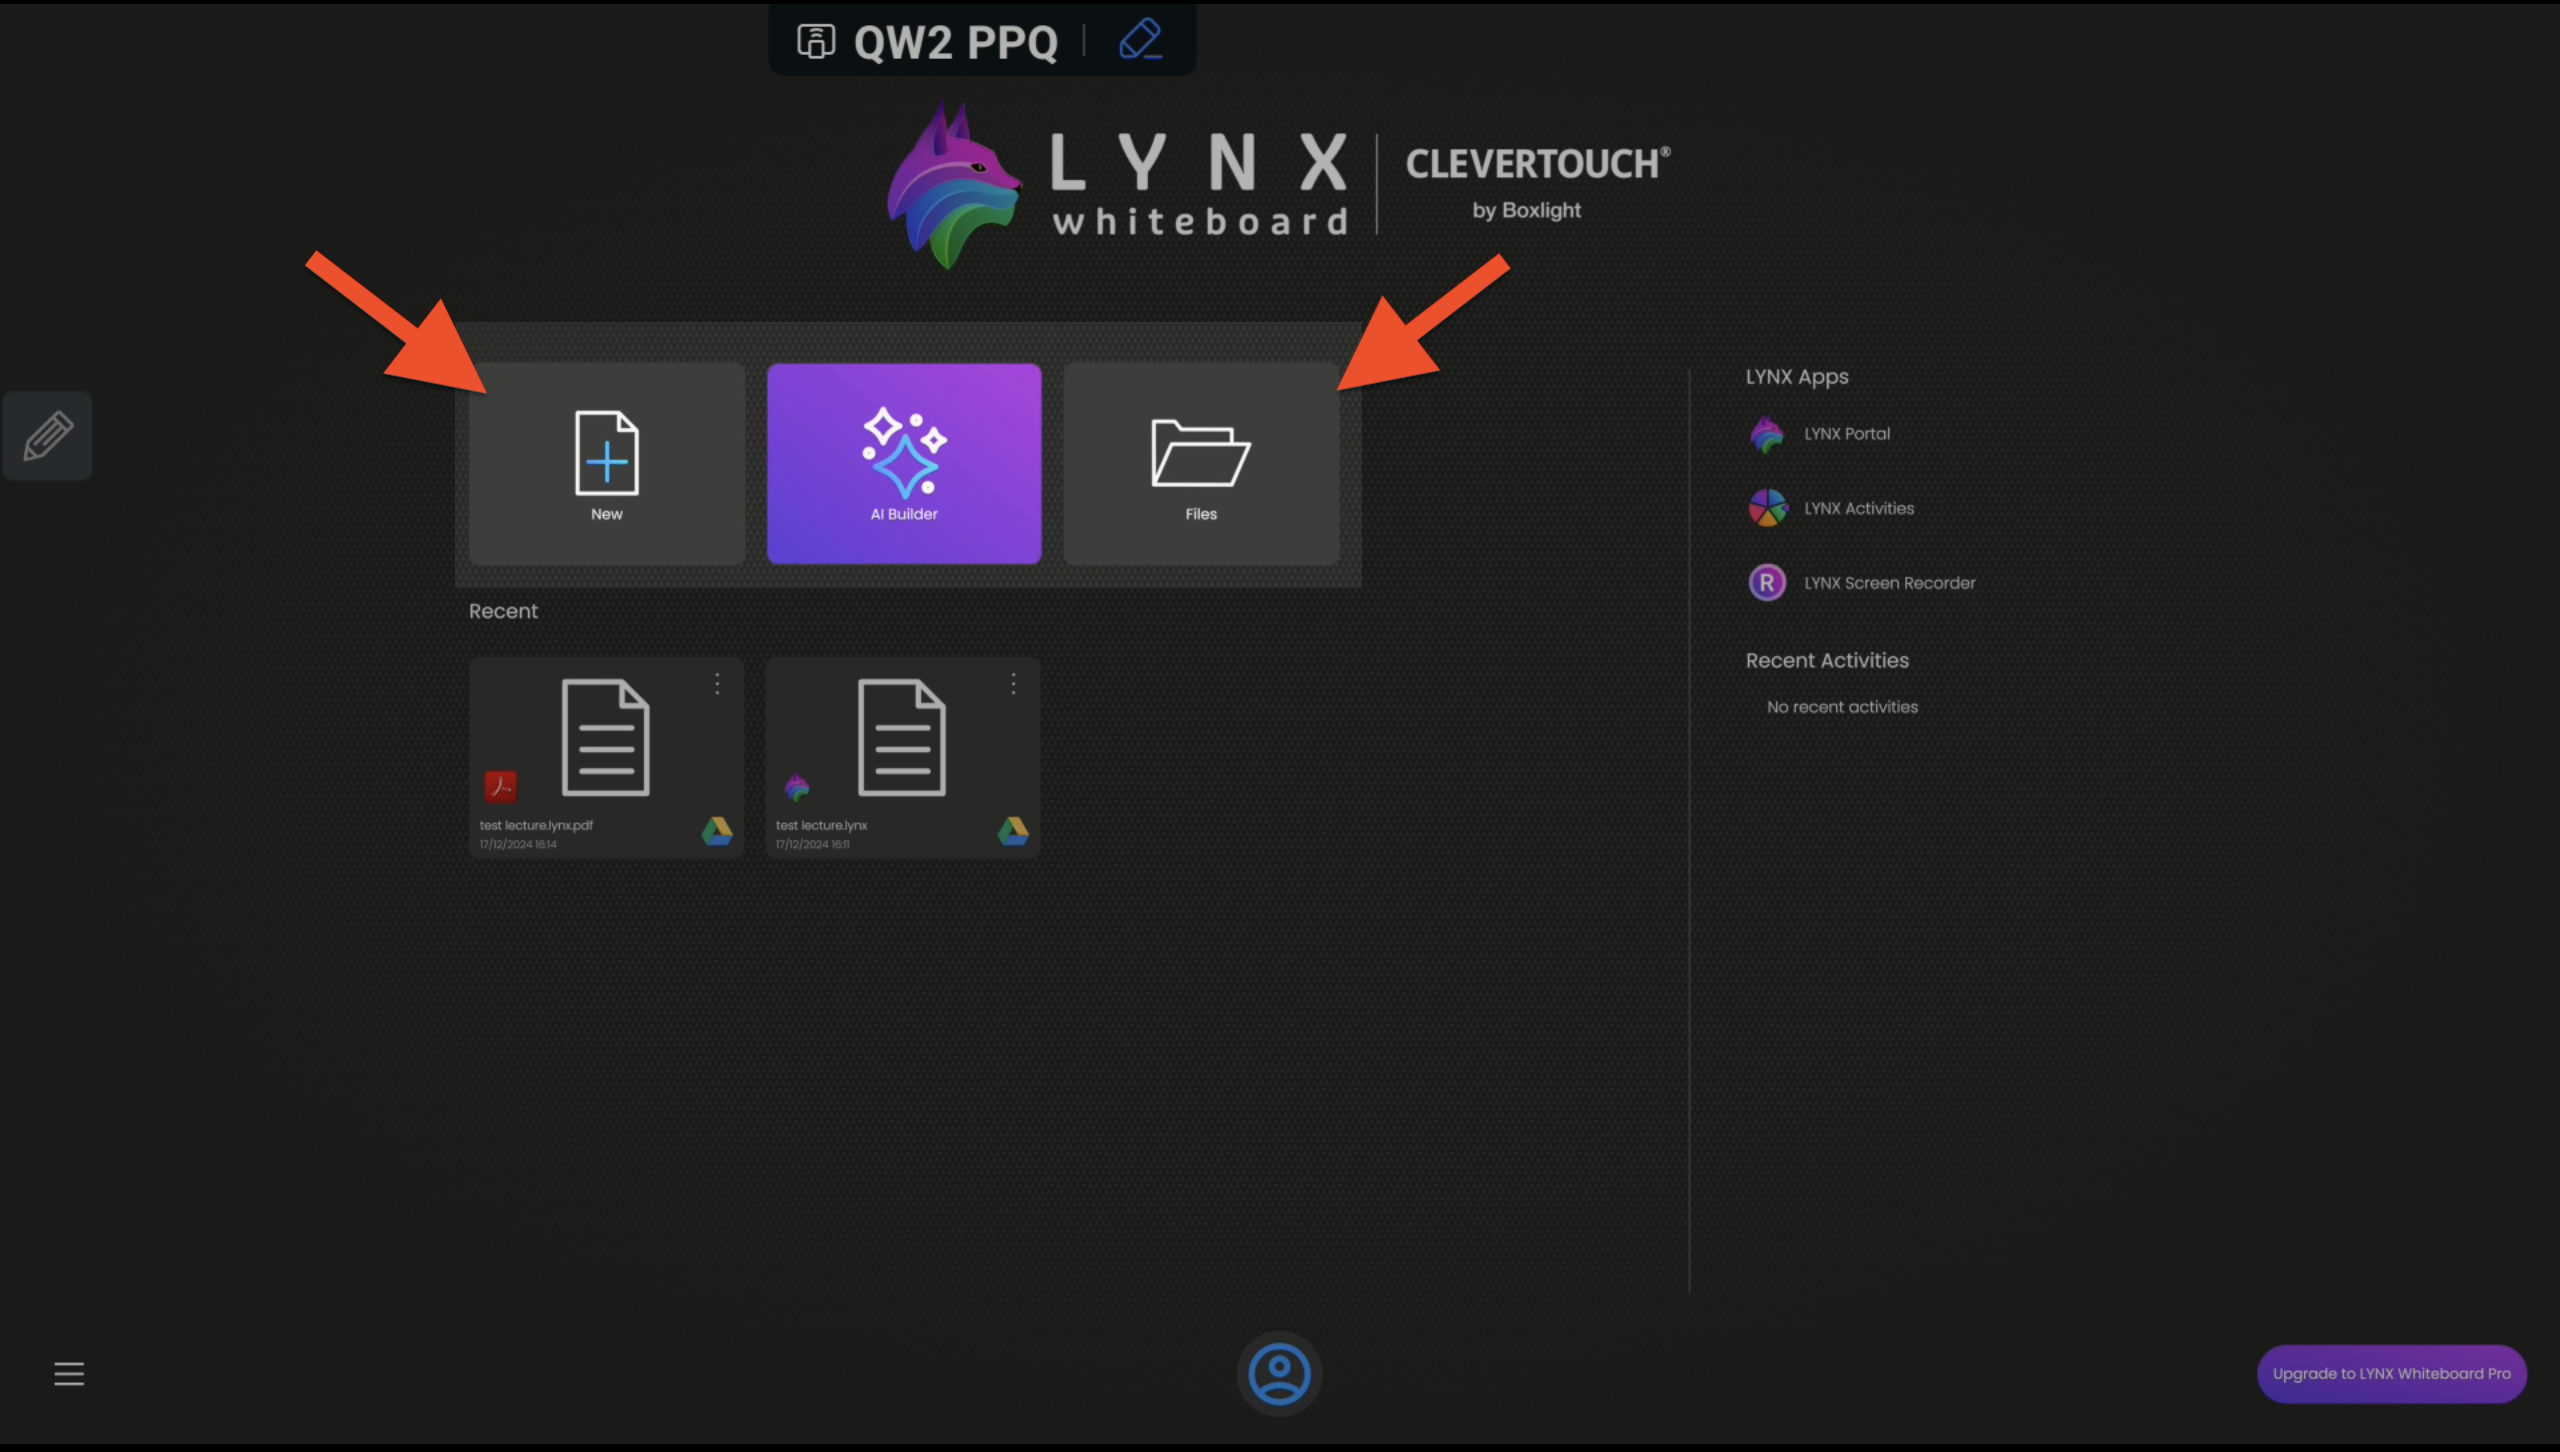 QW2 PPQ
LYNX
whiteboard
CLEVERTOUCH®
by Boxlight
New
AI Builder
Files
Recent
test lecture.lynx.pdf
17/12/2024 16:14
test lecture.lynx
17/12/2024 16:11
LYNX Apps
LYNX Portal
LYNX Activities
R
LYNX Screen Recorder
Recent Activities
No recent activities
Upgrade to LYNX Whiteboard Pro